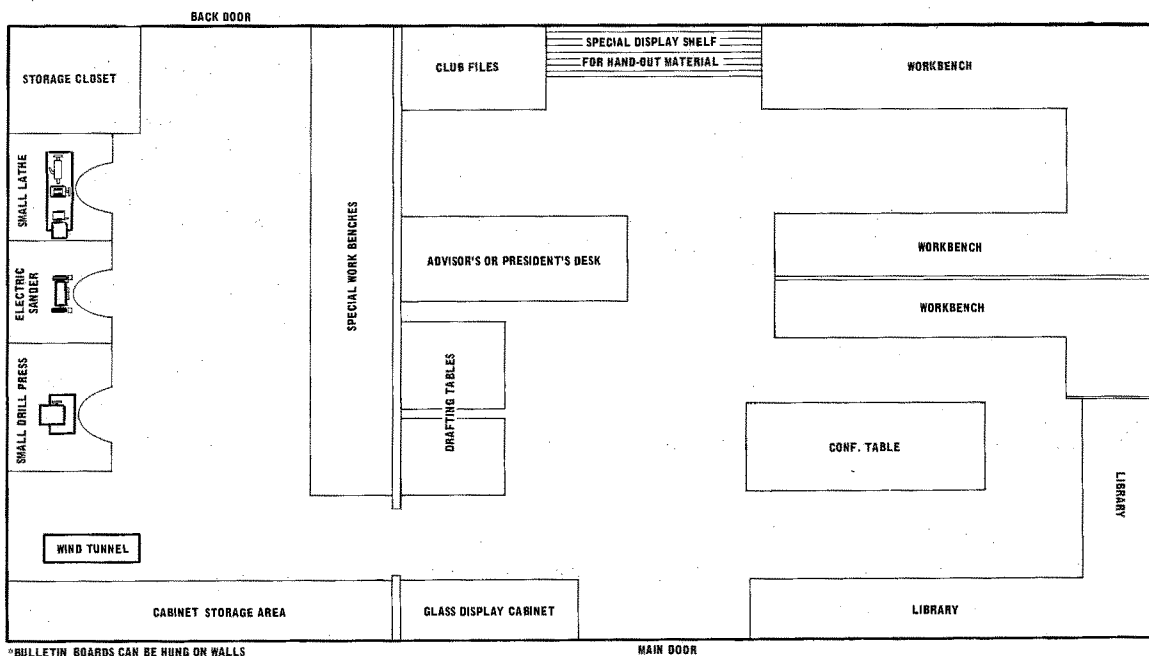 BACK DOOR
STORAGE CLOSET
CLUB FILES
SPECIAL DISPLAY SHELF
FOR HAND-OUT MATERIAL
WORKBENCH
SMALL LATHE
ELECTRIC
SANDER
SMALL DRILL PRESS
SPECIAL WORK BENCHES
ADVISOR'S OR PRESIDENT'S DESK
WORKBENCH
WORKBENCH
DRAFTING TABLES
CONF. TABLE
LIBRARY
WIND TUNNEL
CABINET STORAGE AREA
GLASS DISPLAY CABINET
LIBRARY
*BULLETIN BOARDS CAN BE HUNG ON WALLS
MAIN DOOR